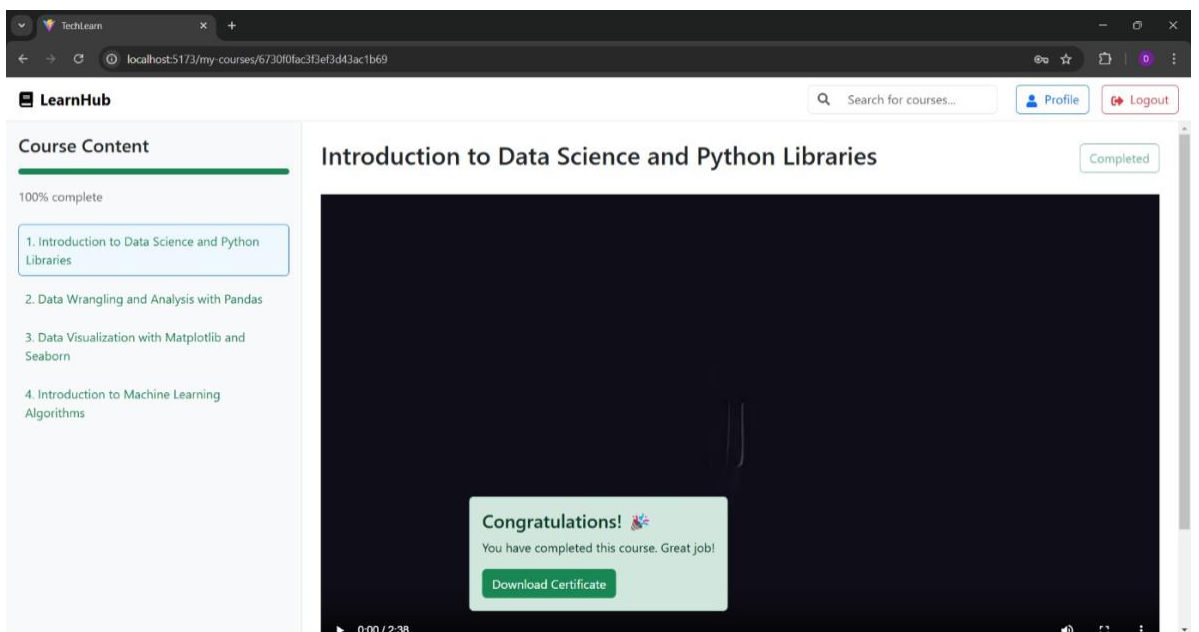 TechLearn
localhost:5173/my-courses/6730f0fac3f3ef3d43ac1b69
D
LearnHub
Search for courses...
Profile
Logout
Course Content
100% complete
1. Introduction to Data Science and Python
Libraries
2. Data Wrangling and Analysis with Pandas
3. Data Visualization with Matplotlib and
Seaborn
4. Introduction to Machine Learning
Algorithms
Introduction to Data Science and Python Libraries
Completed
Congratulations! 🎉
You have completed this course. Great job!
Download Certificate
0:00 / 2:38